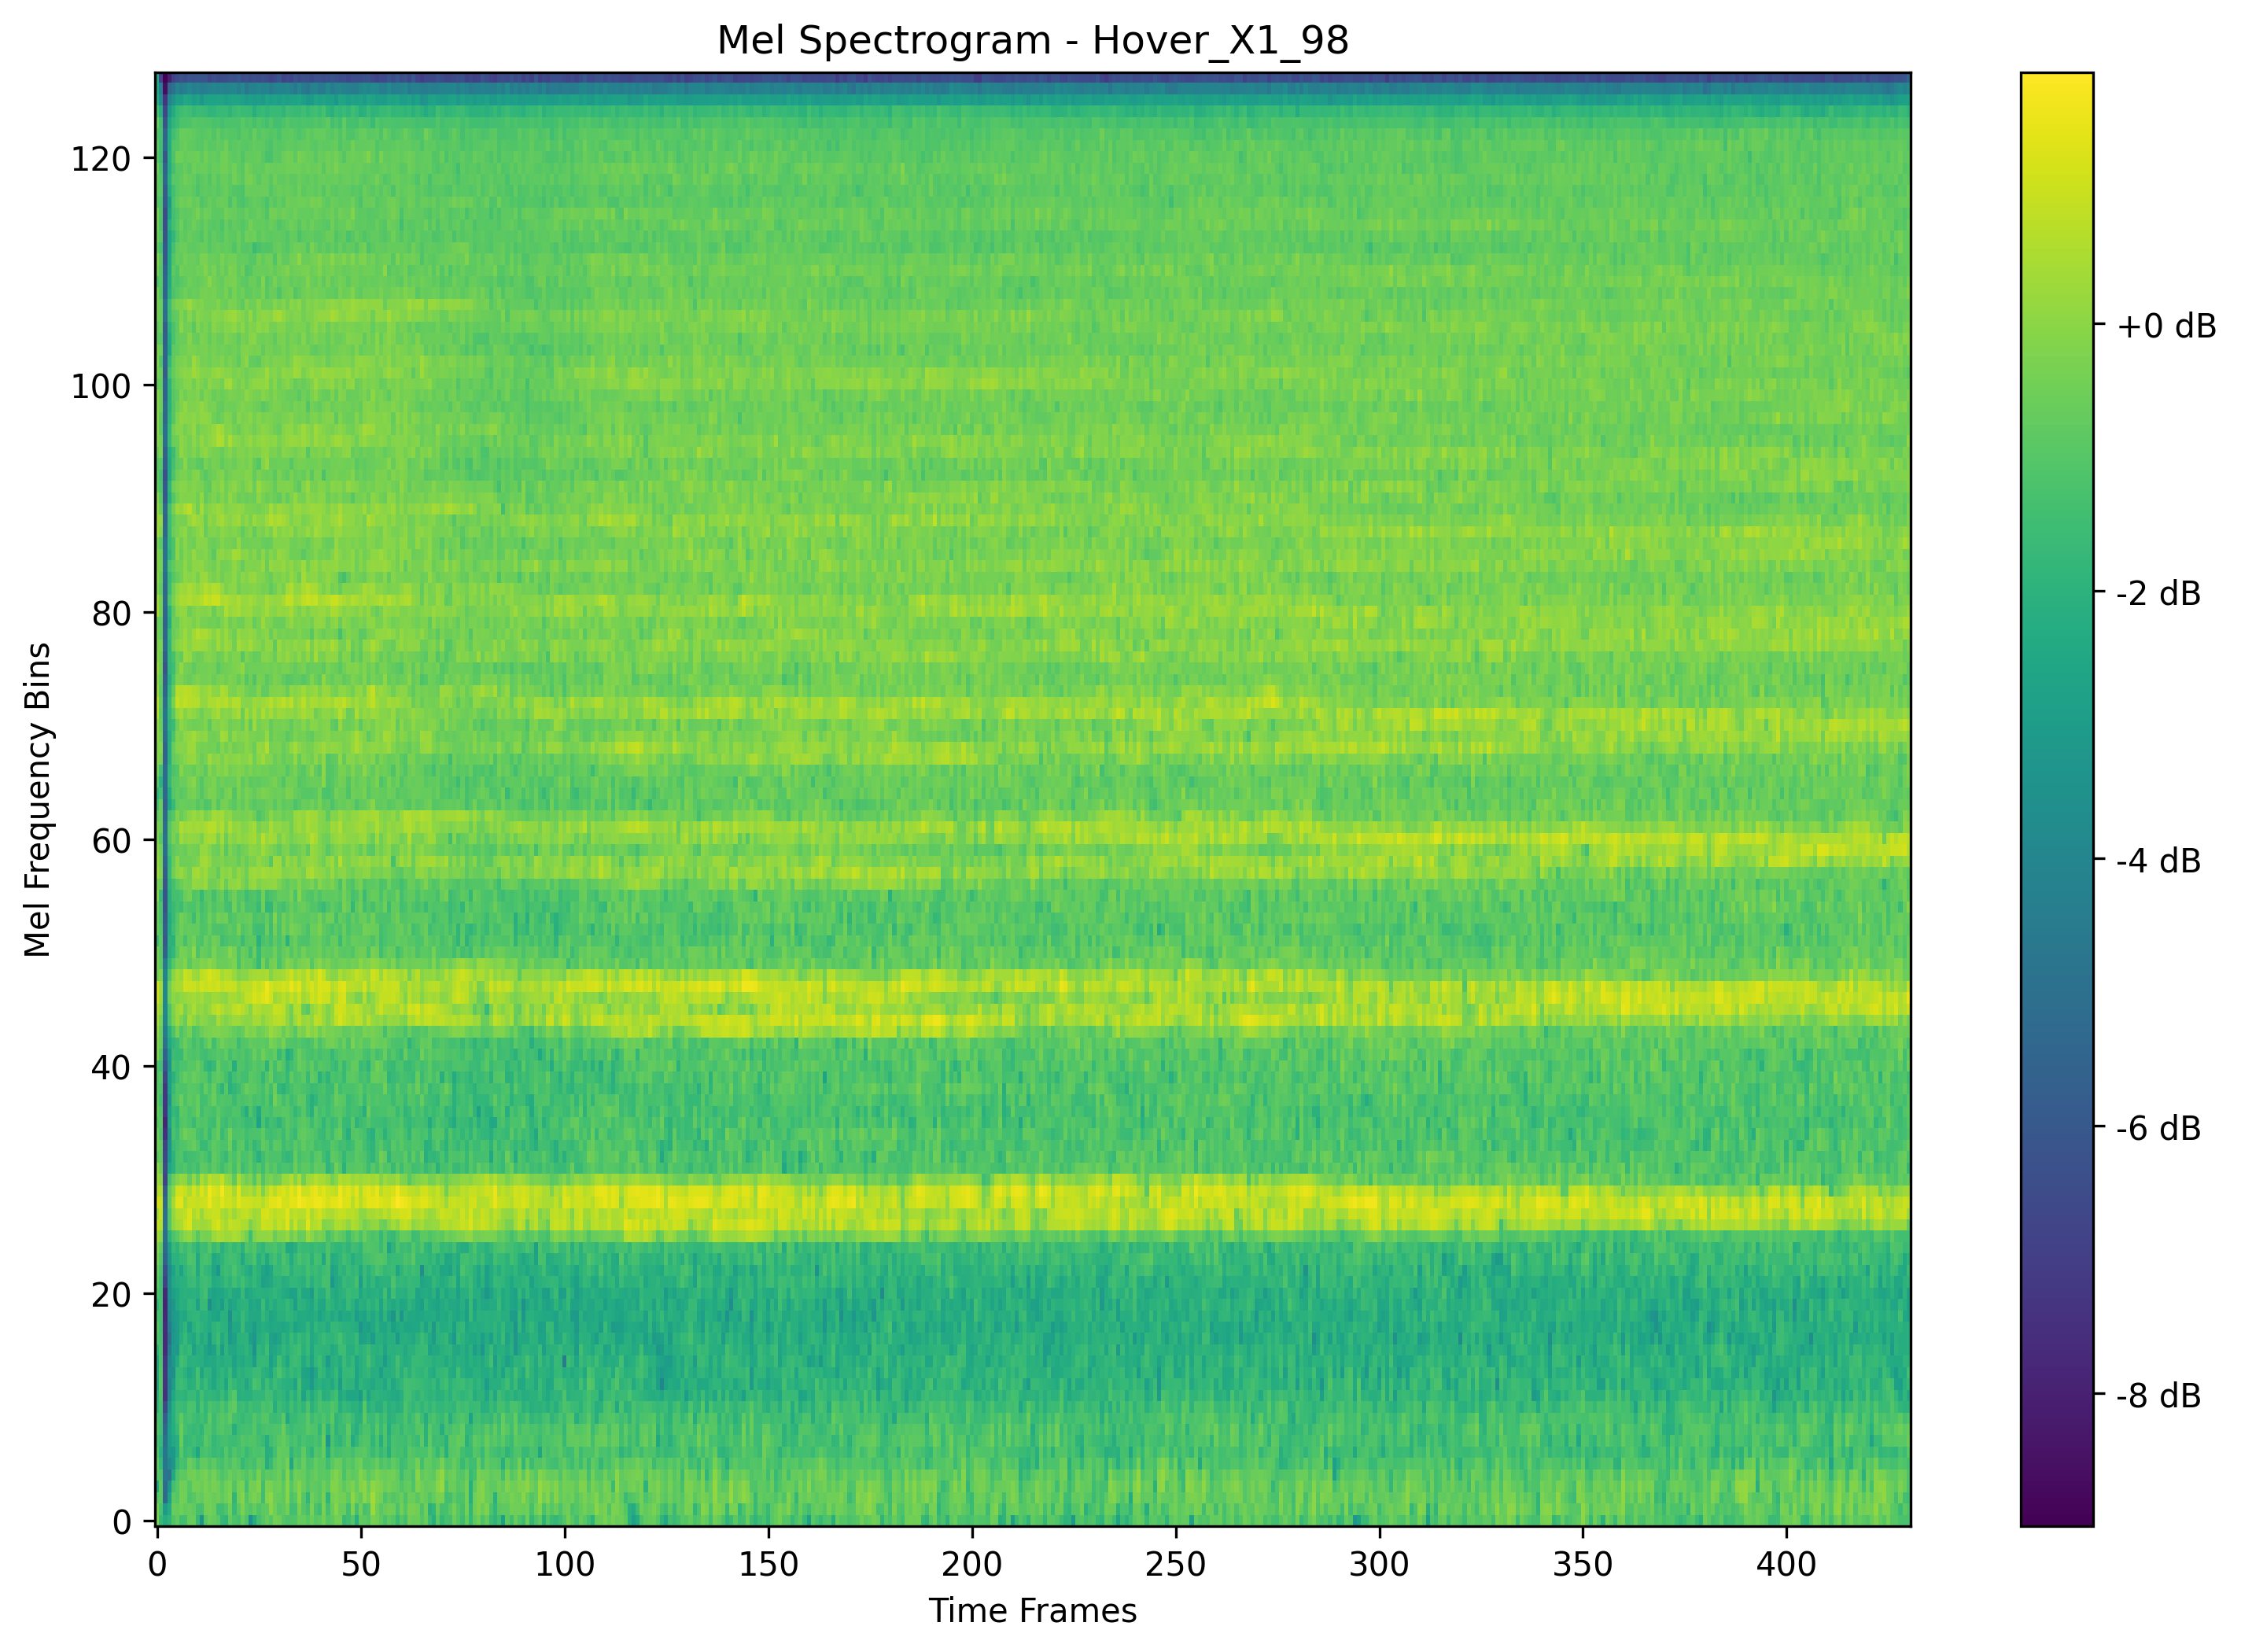 Mel Spectrogram - Hover_X1_98
Mel Frequency Bins
120
100
80
60
40
20
0
0 50 100 150 200 250 300 350 400
Time Frames
+0 dB
-2 dB
-4 dB
-6 dB
-8 dB